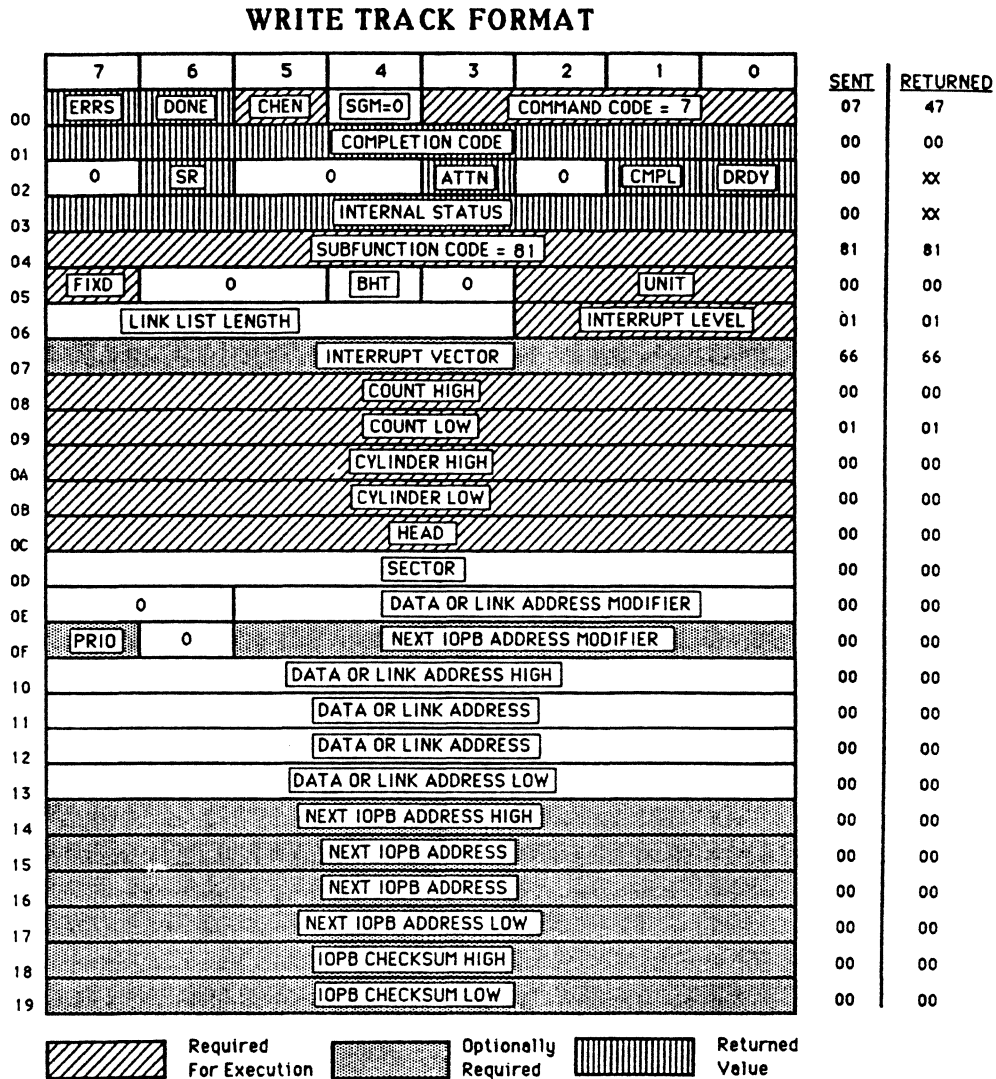 WRITE TRACK FORMAT
7 6 5 4 3 2 1 0 SENT RETURNED
00 ERRS DONE CHEN SGM=0 COMMAND CODE = 7 07 47
01 COMPLETION CODE 00 00
02 0 SR 0 ATTN 0 CMPL DRDY 00 XX
03 INTERNAL STATUS 00 XX
04 SUBFUNCTION CODE = 81 81 81
05 FIXD 0 BHT 0 UNIT 00 00
06 LINK LIST LENGTH INTERRUPT LEVEL 01 01
07 INTERRUPT VECTOR 66 66
08 COUNT HIGH 00 00
09 COUNT LOW 01 01
0A CYLINDER HIGH 00 00
0B CYLINDER LOW 00 00
0C HEAD 00 00
0D SECTOR 00 00
0E 0 DATA OR LINK ADDRESS MODIFIER 00 00
0F PRIO 0 NEXT IOPB ADDRESS MODIFIER 00 00
10 DATA OR LINK ADDRESS HIGH 00 00
11 DATA OR LINK ADDRESS 00 00
12 DATA OR LINK ADDRESS 00 00
13 DATA OR LINK ADDRESS LOW 00 00
14 NEXT IOPB ADDRESS HIGH 00 00
15 NEXT IOPB ADDRESS 00 00
16 NEXT IOPB ADDRESS 00 00
17 NEXT IOPB ADDRESS LOW 00 00
18 IOPB CHECKSUM HIGH 00 00
19 IOPB CHECKSUM LOW 00 00
Required For Execution
Optionally Required
Returned Value